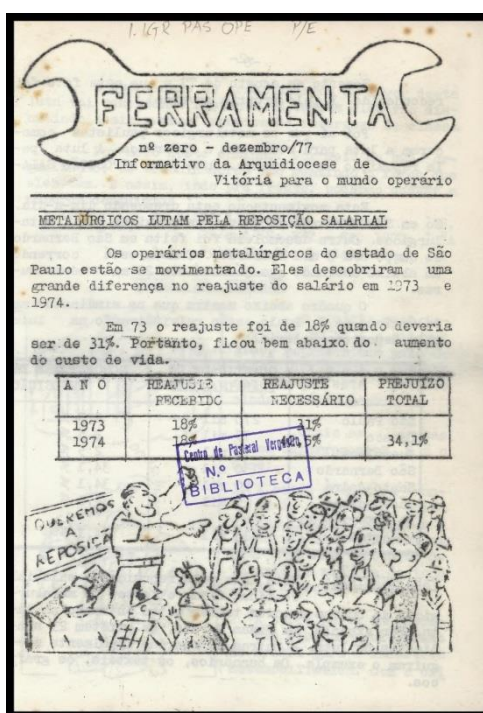 1. IGR PAS OPE P/E
FERRAMENTA
nº zero - dezembro/77
Informativo da Arquidiocese de
Vitória para o mundo operário
METALÚRGICOS LUTAM PELA REPOSIÇÃO SALARIAL
Os operários metalúrgicos do estado de São
Paulo estão se movimentando. Eles descobriram uma
grande diferença no reajuste do salário em 1973 e
1974.
Em 73 o reajuste foi de 18% quando deveria
ser de 31%. Portanto, ficou bem abaixo do aumento
do custo de vida.
ANO REAJUSTE REAJUSTE PREJUÍZO
RECEBIDO NECESSÁRIO TOTAL
1973 18% 31%
1974 18% 5% 34,1%
Centro de Pastoral Vergueiro
N.º
BIBLIOTECA
QUEREMOS
A
REPOSIÇÃ